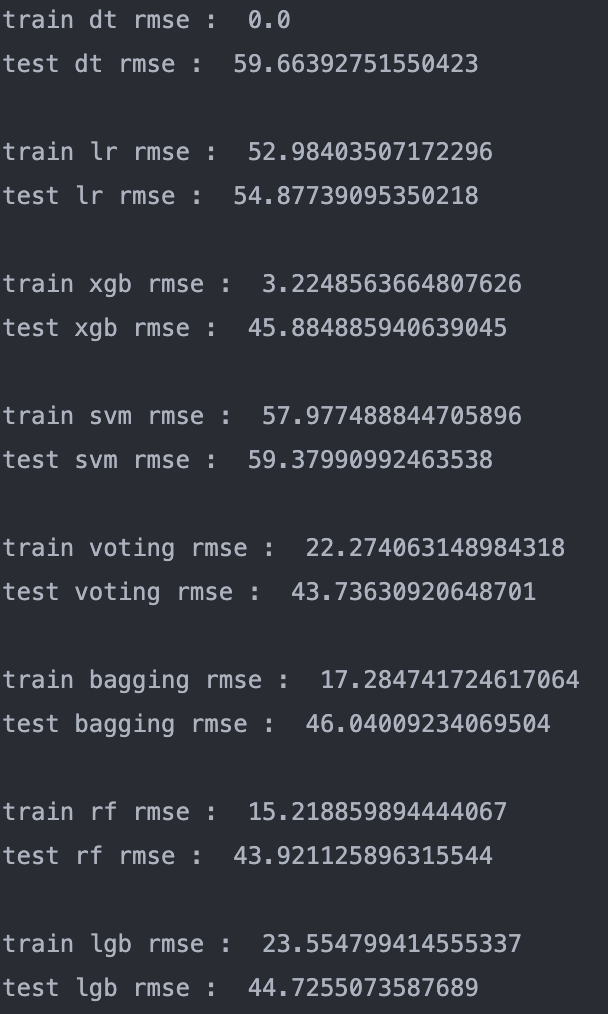 train dt rmse :  0.0
test dt rmse :  59.66392751550423
train lr rmse :  52.98403507172296
test lr rmse :  54.87739095350218
train xgb rmse :  3.2248563664807626
test xgb rmse :  45.884885940639045
train svm rmse :  57.977488844705896
test svm rmse :  59.37990992463538
train voting rmse :  22.274063148984318
test voting rmse :  43.73630920648701
train bagging rmse :  17.284741724617064
test bagging rmse :  46.04009234069504
train rf rmse :  15.218859894444067
test rf rmse :  43.921125896315544
train lgb rmse :  23.554799414555337
test lgb rmse :  44.7255073587689